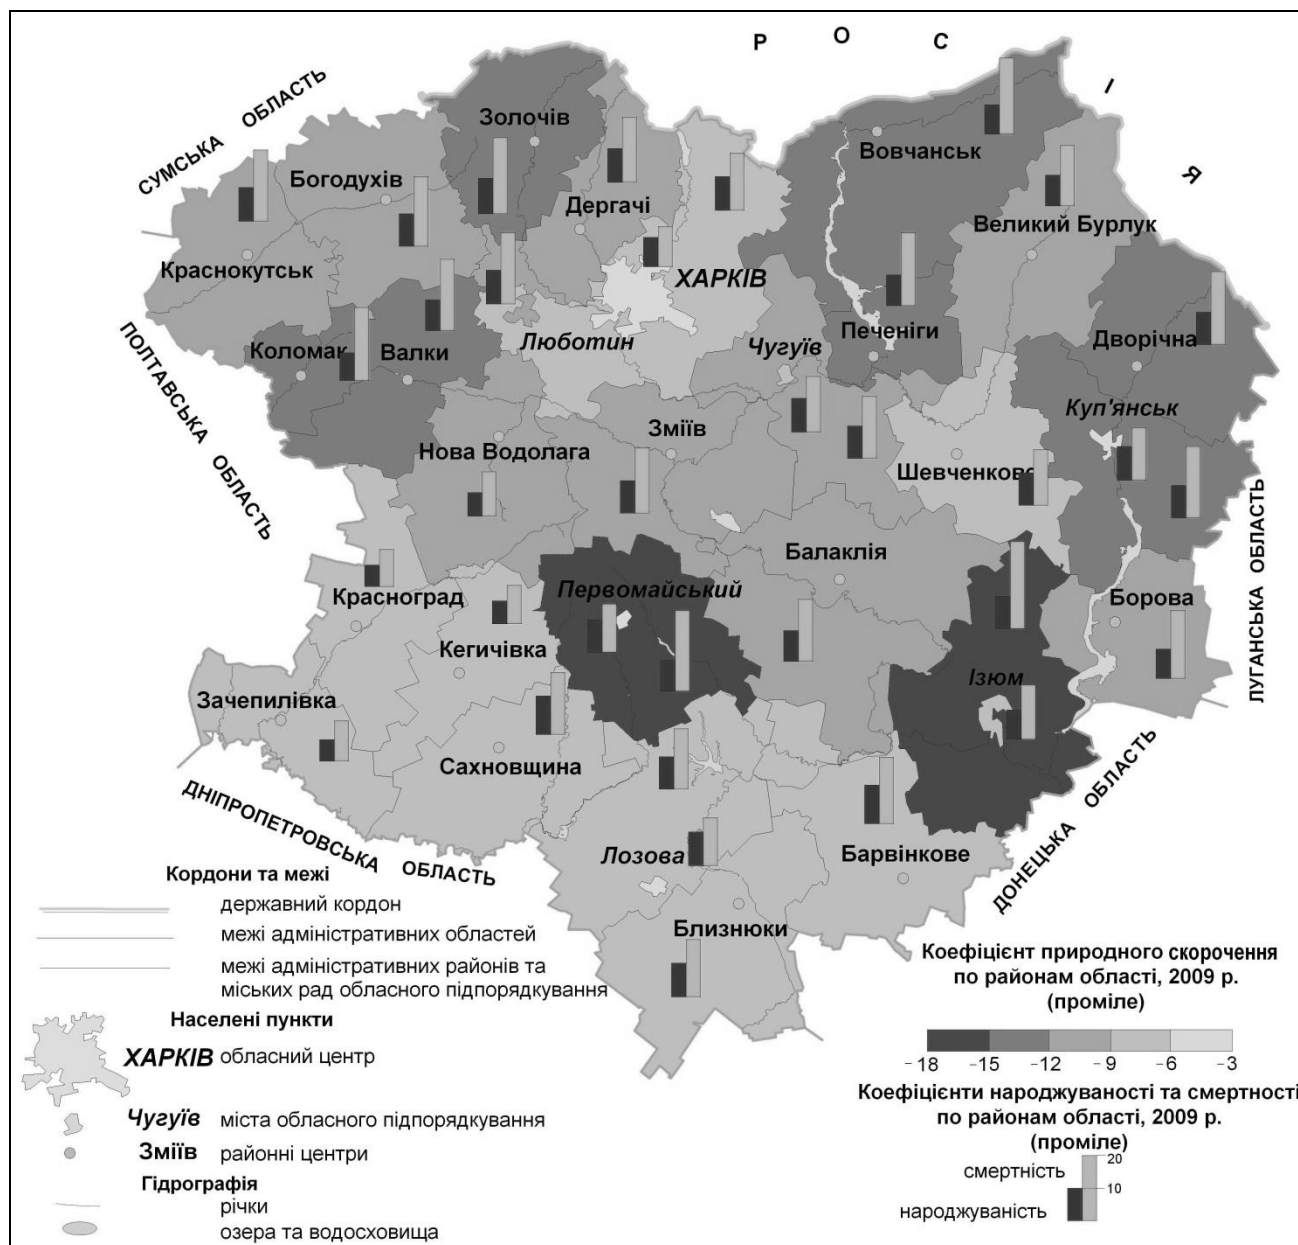 Р О С І Я
СУМСЬКА ОБЛАСТЬ
Золочів
Вовчанськ
Богодухів
Дергачі
Великий Бурлук
Краснокутськ
ХАРКІВ
ПОЛТАВСЬКА ОБЛАСТЬ
Коломак
Валки
Люботин
Чугуїв
Печеніги
Дворічна
Куп'янськ
Нова Водолага
Зміїв
Шевченкове
ЛУГАНСЬКА ОБЛАСТЬ
Балаклія
Красноград
Первомайський
Борова
Кегичівка
Зачепилівка
Ізюм
Сахновщина
ДНІПРОПЕТРОВСЬКА ОБЛАСТЬ
Лозова
Барвінкове
ДОНЕЦЬКА ОБЛАСТЬ
Близнюки
Кордони та межі
державний кордон
межі адміністративних областей
межі адміністративних районів та
міських рад обласного підпорядкування
Населені пункти
ХАРКІВ обласний центр
Чугуїв міста обласного підпорядкування
Зміїв районні центри
Гідрографія
річки
озера та водосховища
Коефіцієнт природного скорочення
по районам області, 2009 р.
(проміле)
-18 -15 -12 -9 -6 -3
Коефіцієнти народжуваності та смертності
по районам області, 2009 р.
(проміле)
20
смертність
10
народжуваність